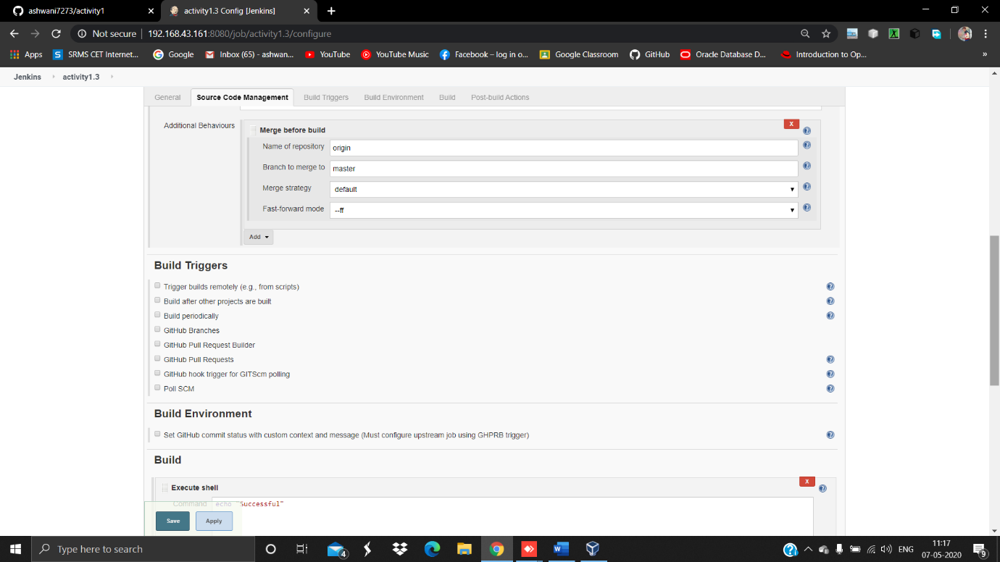 ashwani7273/activity1
activity1.3 Config [Jenkins]
Not secure | 192.168.43.161:8080/job/activity1.3/configure
Apps SRMS CET Internet... Google Inbox (65) - ashwan... YouTube YouTube Music Facebook – log in o... Google Classroom GitHub Oracle Database D... Introduction to Op... »
Jenkins activity1.3
General Source Code Management Build Triggers Build Environment Build Post-build Actions
Additional Behaviours
Merge before build X
Name of repository origin
Branch to merge to master
Merge strategy default
Fast-forward mode --ff
Add
Build Triggers
Trigger builds remotely (e.g., from scripts)
Build after other projects are built
Build periodically
GitHub Branches
GitHub Pull Request Builder
GitHub Pull Requests
GitHub hook trigger for GITScm polling
Poll SCM
Build Environment
Set GitHub commit status with custom context and message (Must configure upstream job using GHPRB trigger)
Build
Execute shell X
Command echo "Successful"
Save Apply
Type here to search 4 ENG 11:17 9
07-05-2020